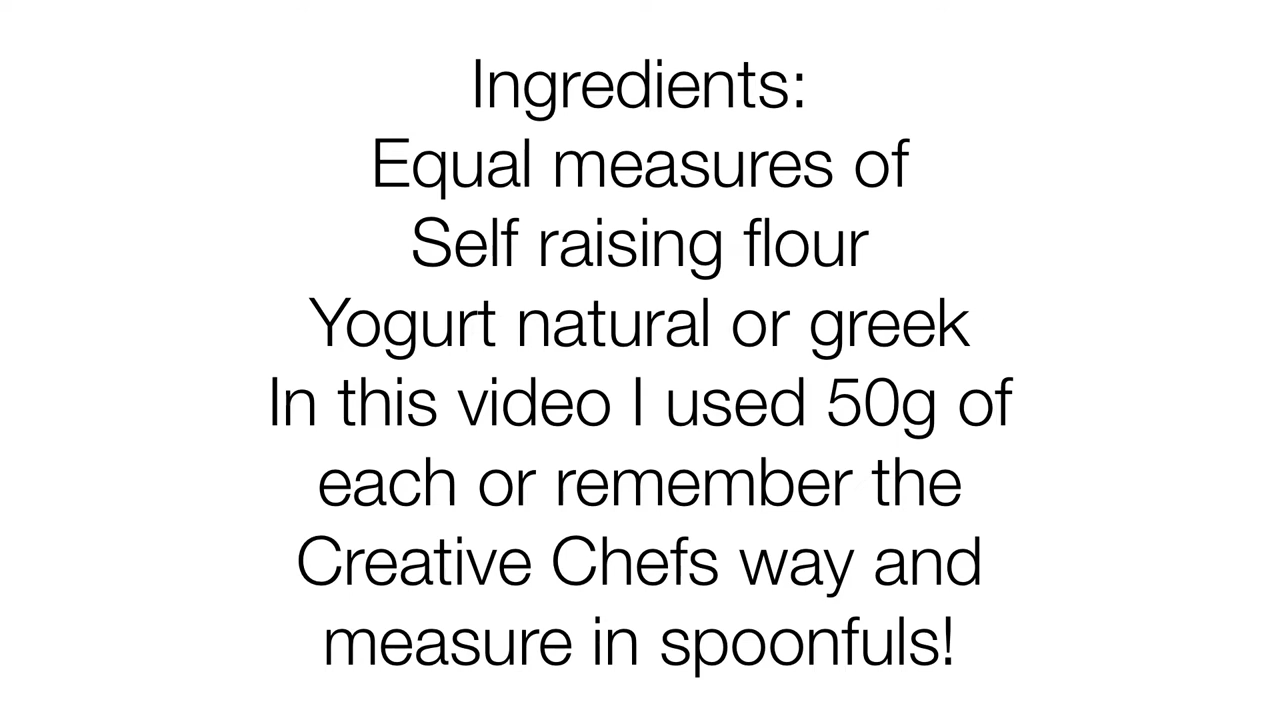 Ingredients:
Equal measures of
Self raising flour
Yogurt natural or greek
In this video I used 50g of
each or remember the
Creative Chefs way and
measure in spoonfuls!